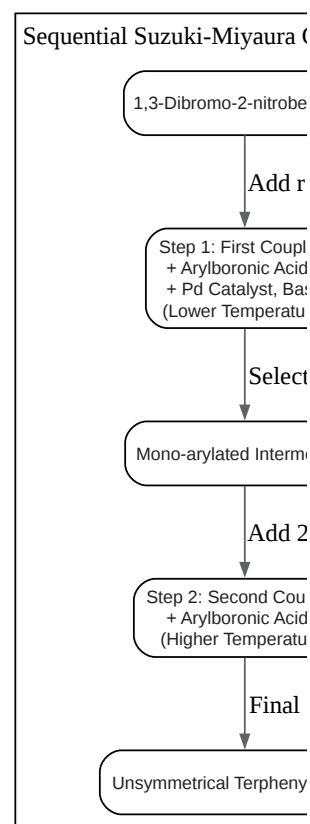 Sequential Suzuki-Miyaura C
1,3-Dibromo-2-nitrobe
Add r
Step 1: First Coupl
+ Arylboronic Acid
+ Pd Catalyst, Bas
(Lower Temperatu
Select
Mono-arylated Interme
Add 2
Step 2: Second Cou
+ Arylboronic Acid
(Higher Temperatu
Final
Unsymmetrical Terpheny